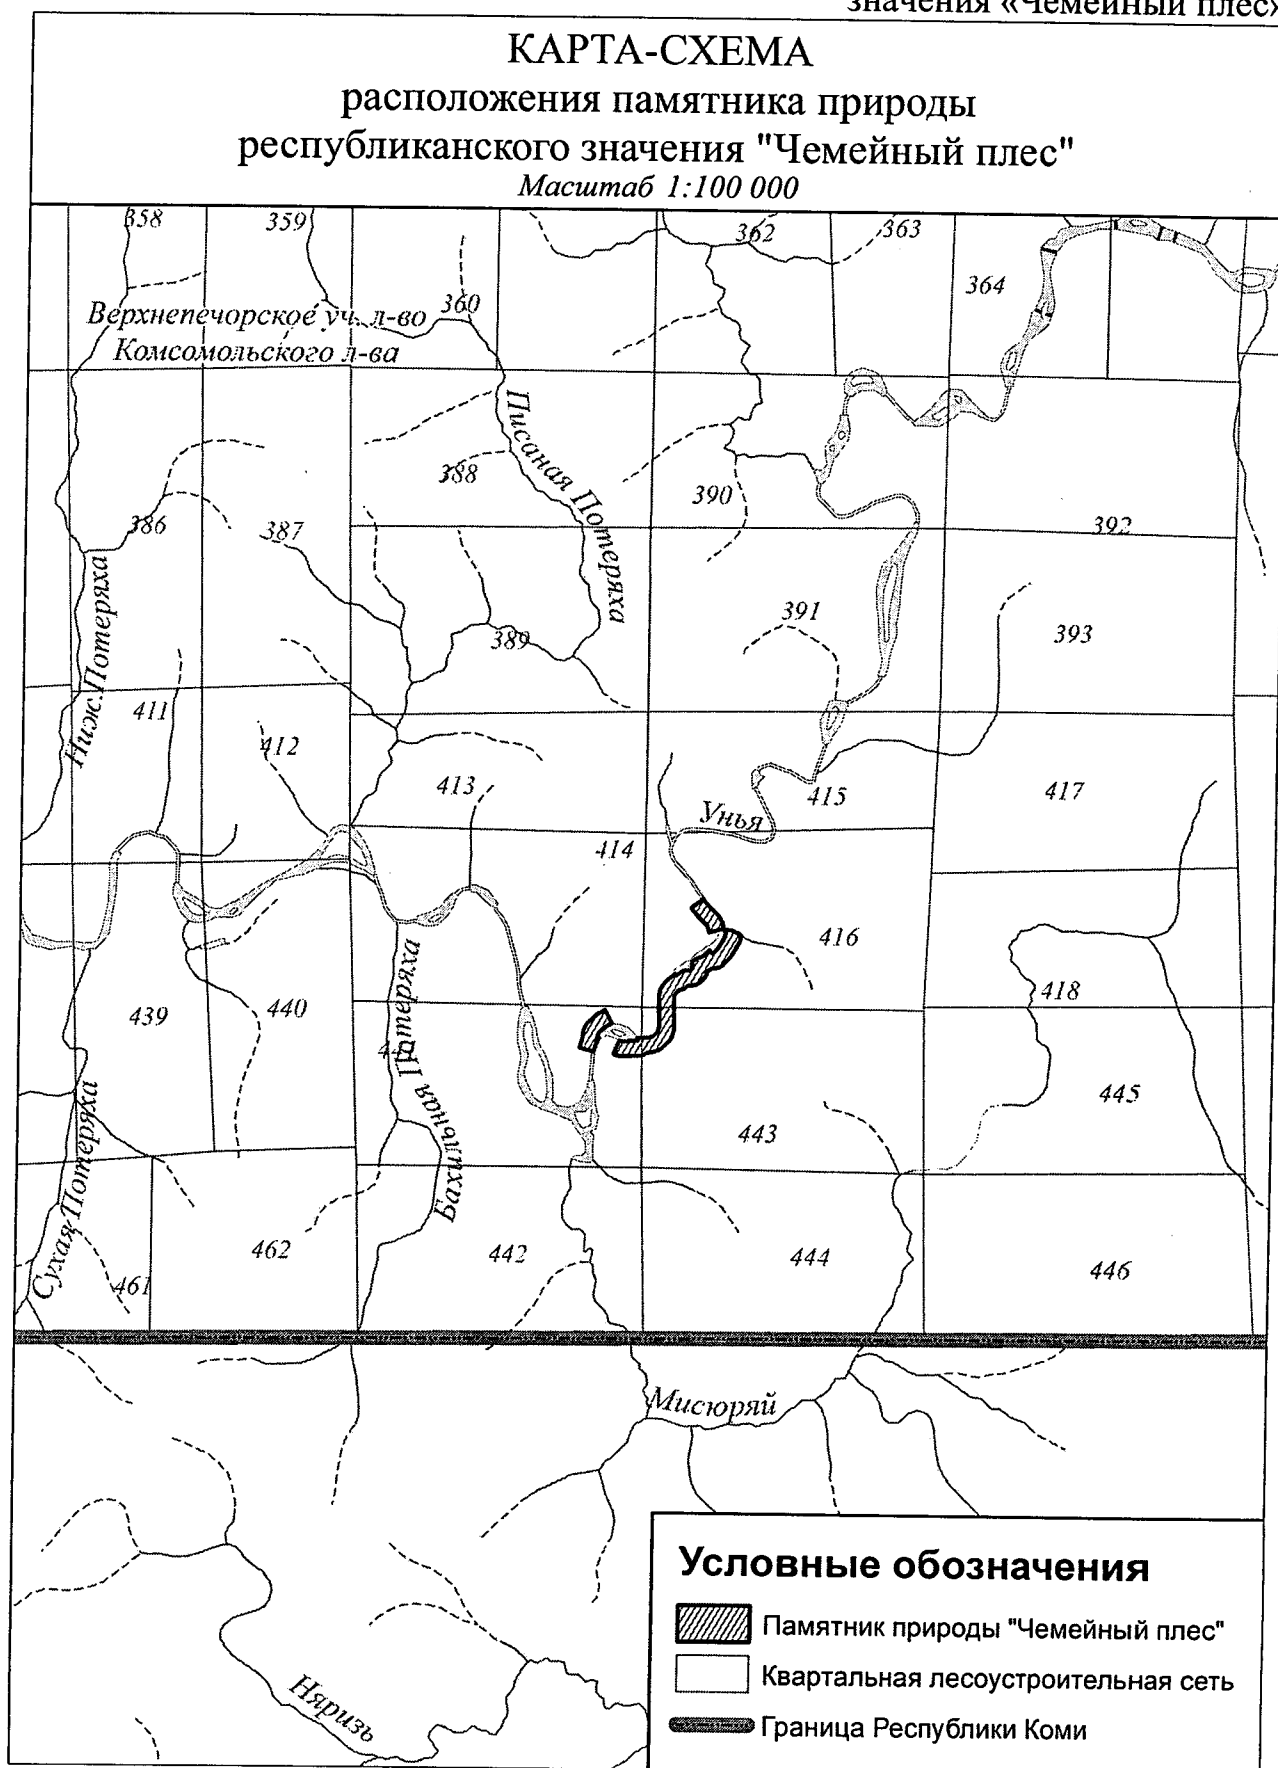 значения «Чемейный плес»
КАРТА-СХЕМА
расположения памятника природы
республиканского значения "Чемейный плес"
Масштаб 1:100 000
358
359
362
363
364
360
Верхнепечорское уч. л-во
Комсомольского л-ва
Писаная Потеряха
388
390
386
387
392
Ниж.Потеряха
389
391
393
411
412
413
415
417
Унья
414
416
418
439
440
Бахильная Потеряха
445
443
Сухая Потеряха
461
462
442
444
446
Мисюряй
Няризь
Условные обозначения
Памятник природы "Чемейный плес"
Квартальная лесоустроительная сеть
Граница Республики Коми